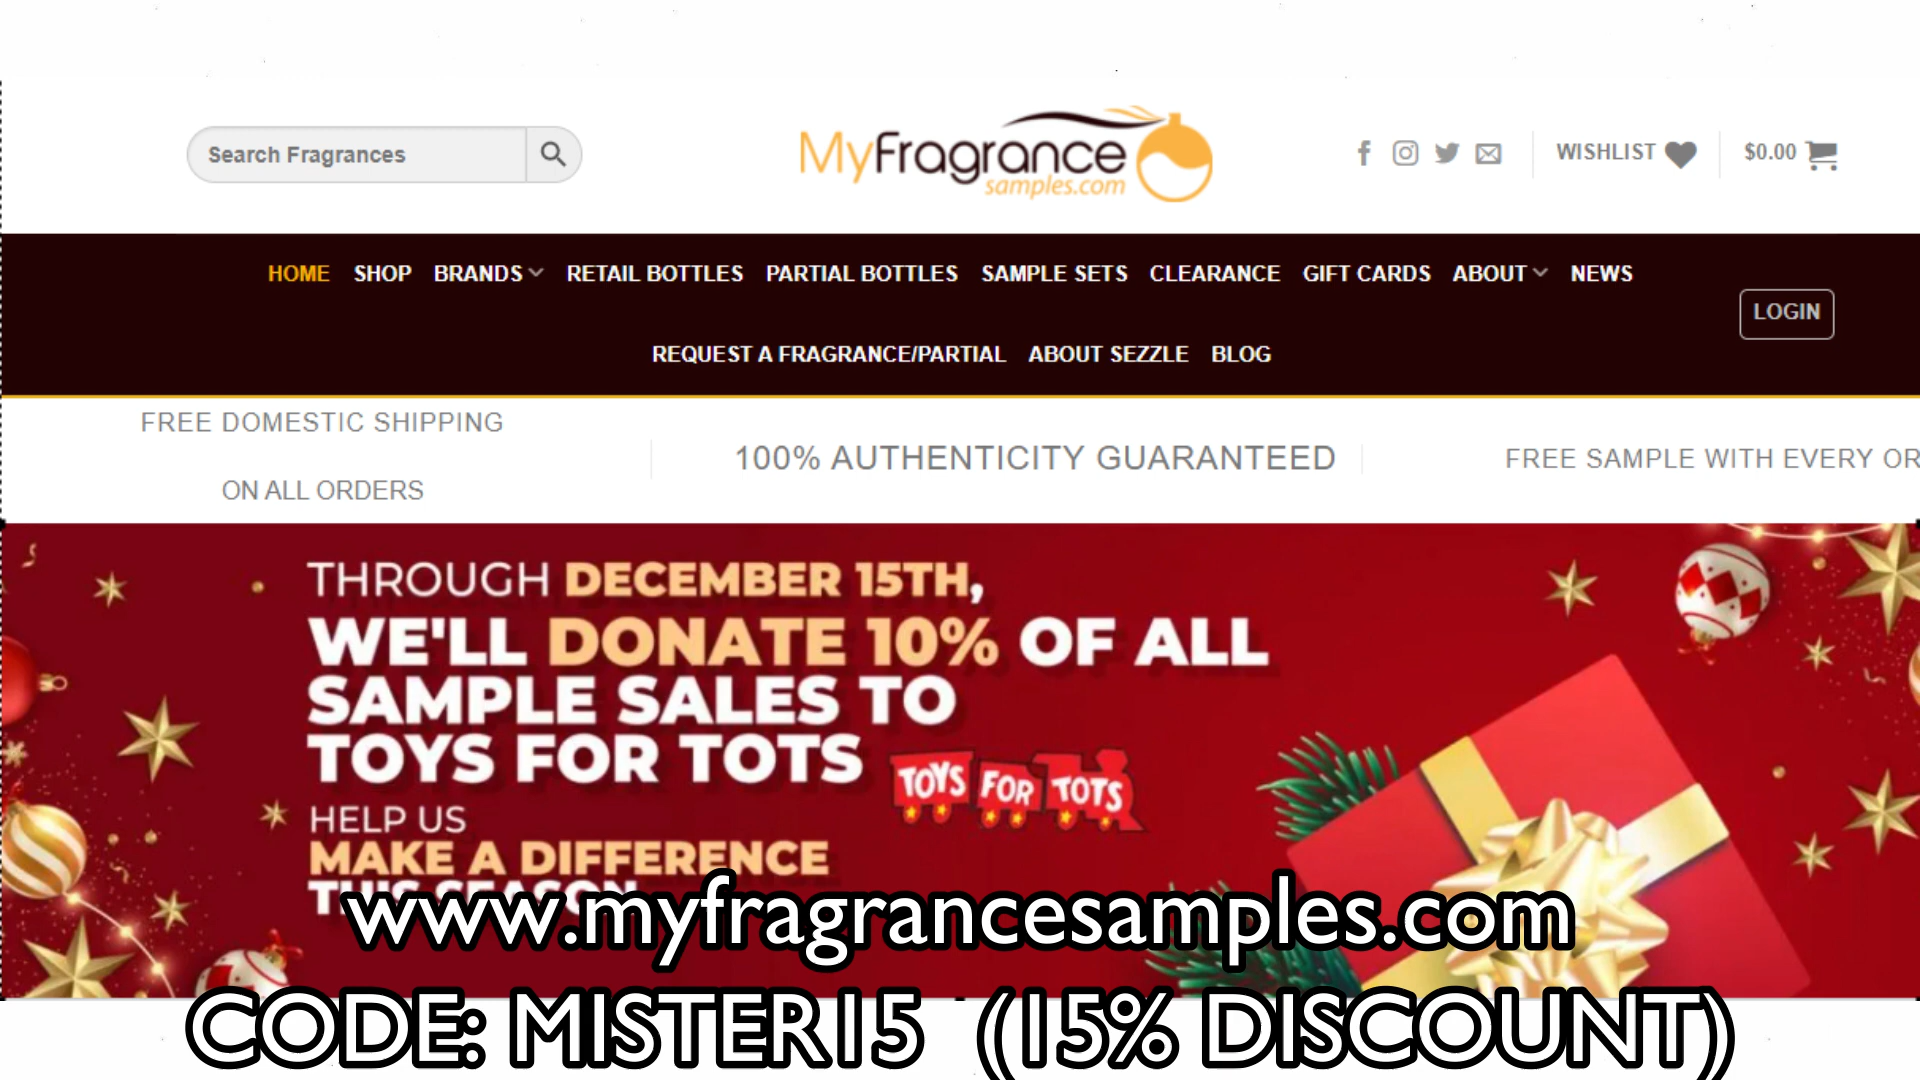 Search Fragrances
MyFragrance
samples.com
WISHLIST
$0.00
HOME SHOP BRANDS RETAIL BOTTLES PARTIAL BOTTLES SAMPLE SETS CLEARANCE GIFT CARDS ABOUT NEWS
LOGIN
REQUEST A FRAGRANCE/PARTIAL ABOUT SEZZLE BLOG
FREE DOMESTIC SHIPPING
ON ALL ORDERS
100% AUTHENTICITY GUARANTEED
FREE SAMPLE WITH EVERY OR
THROUGH DECEMBER 15TH,
WE'LL DONATE 10% OF ALL
SAMPLE SALES TO
TOYS FOR TOTS
TOYS FOR TOTS
HELP US
MAKE A DIFFERENCE
THIS SEASON
www.myfragrancesamples.com
CODE: MISTER15 (15% DISCOUNT)